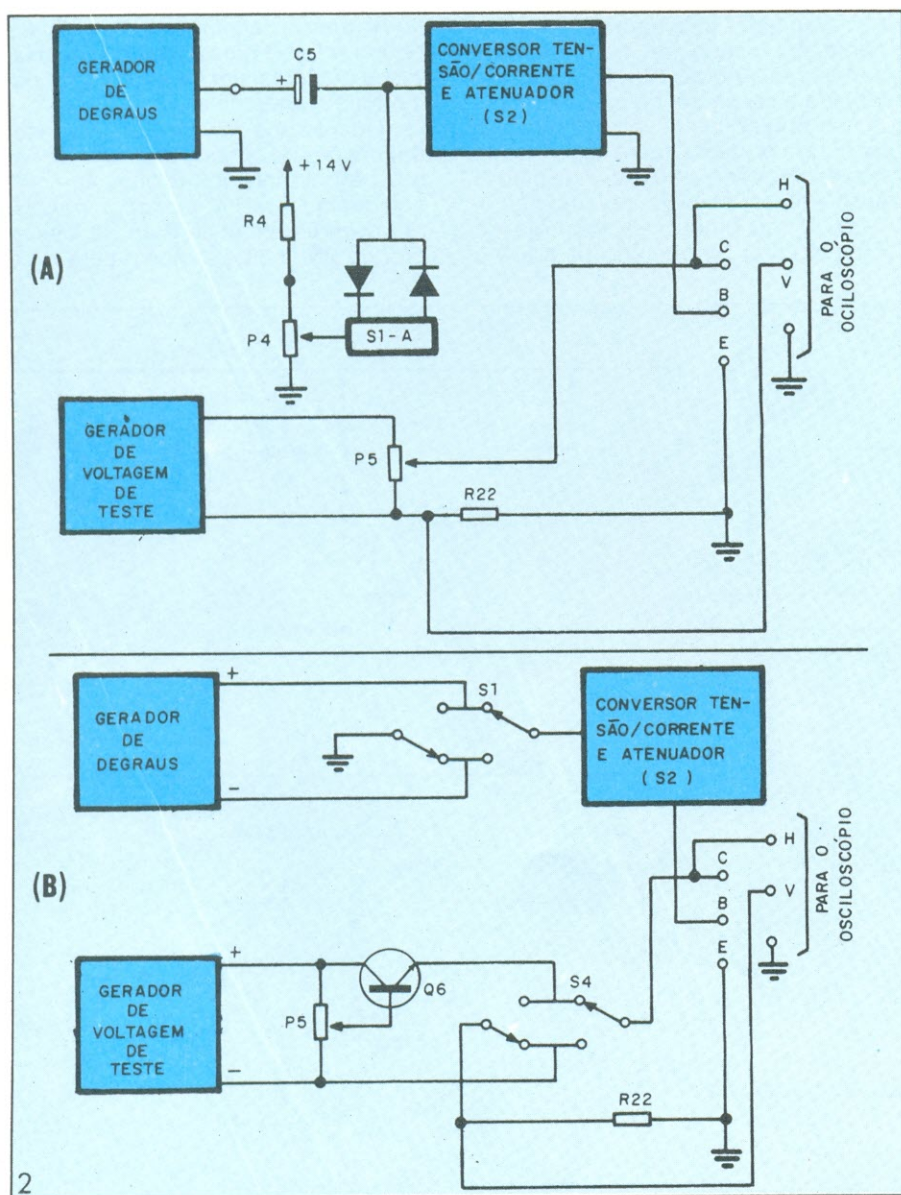 GERADOR
DE
DEGRAUS
C5
+
CONVERSOR TEN-
SÃO/CORRENTE
E ATENUADOR
(S2)
+14V
R4
P4
S1-A
(A)
H
C
V
B
E
PARA O
OCILOSCÓPIO
GERADOR
DE
VOLTAGEM
DE
TESTE
P5
R22
GERADOR
DE
DEGRAUS
+
−
S1
CONVERSOR TEN-
SÃO/CORRENTE
E ATENUADOR
(S2)
(B)
H
C
V
B
E
PARA O
OSCILOSCÓPIO
GERADOR
DE
VOLTAGEM
DE
TESTE
+
−
P5
Q6
S4
R22
2